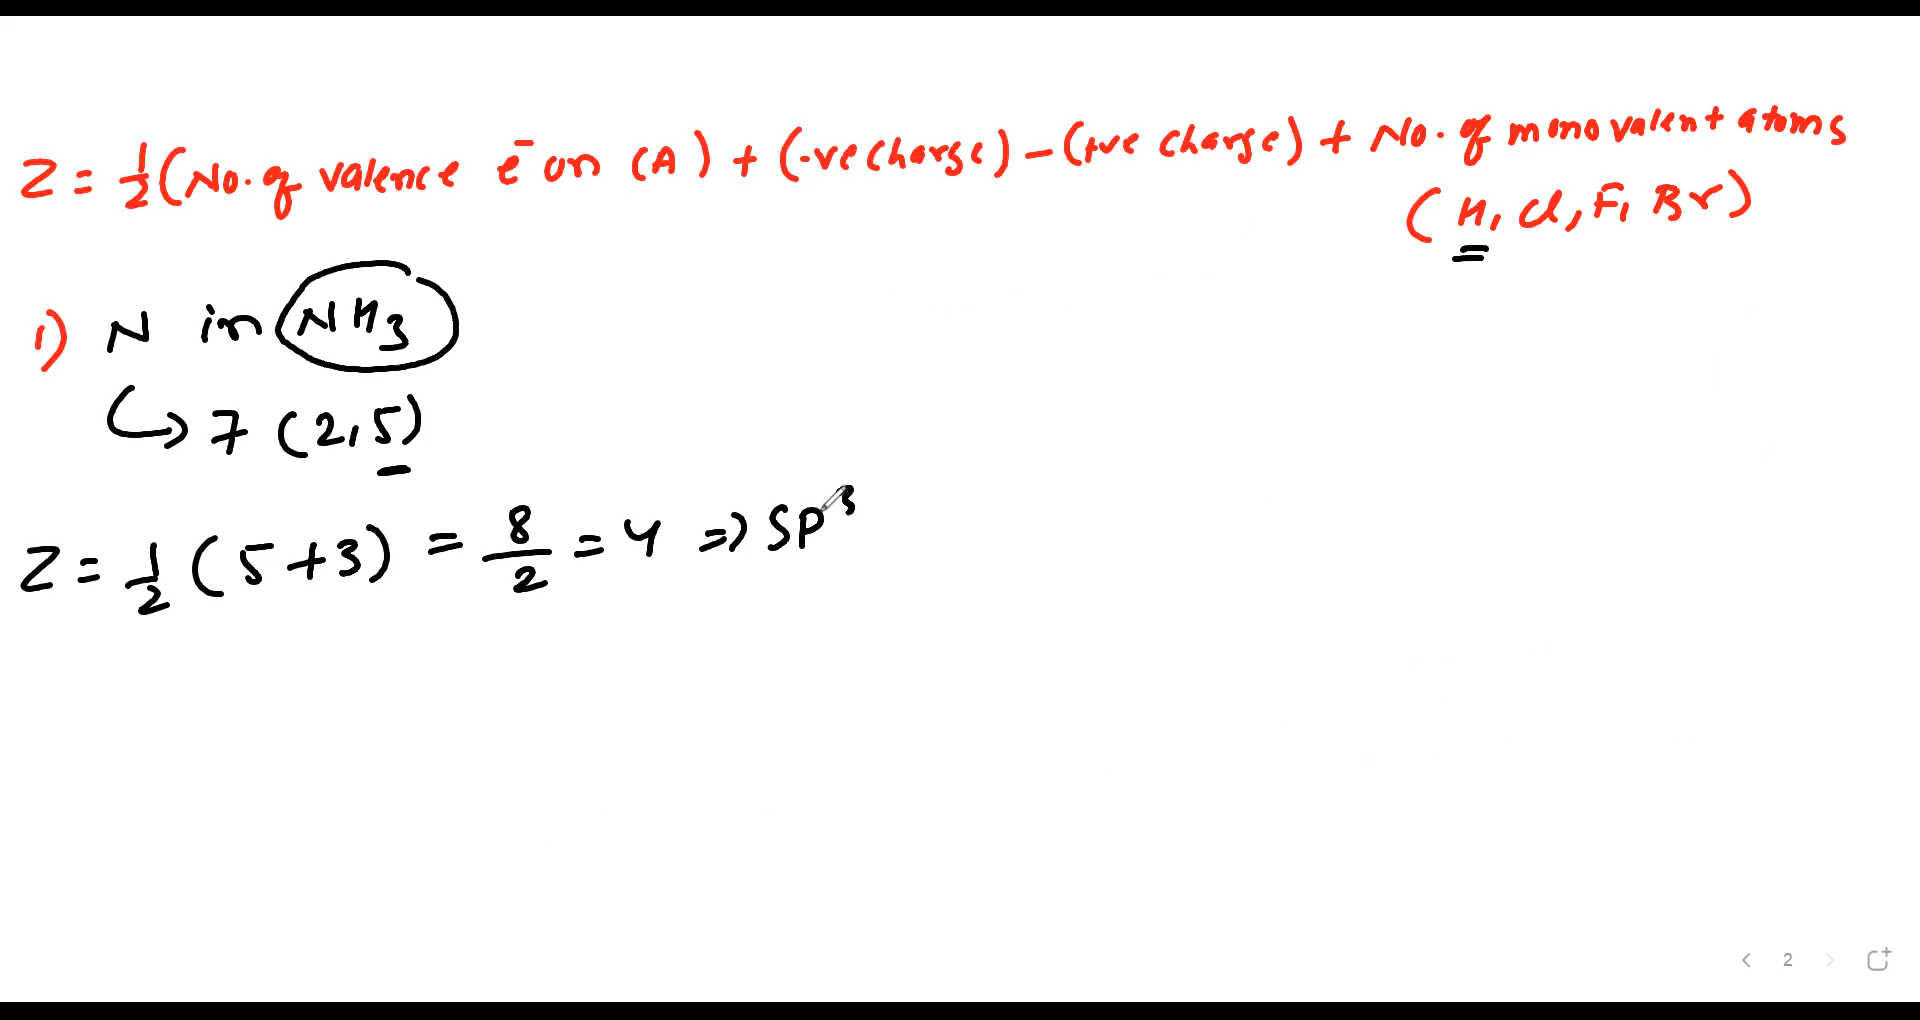 Z = 1/2 (No. of valence e⁻ on (A) + (-ve charge) - (+ve charge) + No. of monovalent atoms
(H, Cl, F, Br)
1) N in NH3
↳ 7 (2,5)
Z = 1/2 (5+3) = 8/2 = 4 ⇒ SP³
< 2 >